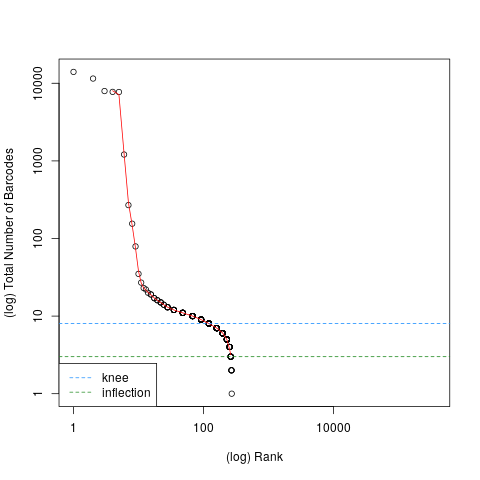 (log) Total Number of Barcodes
10000
1000
100
10
1
knee
inflection
1 100 10000
(log) Rank